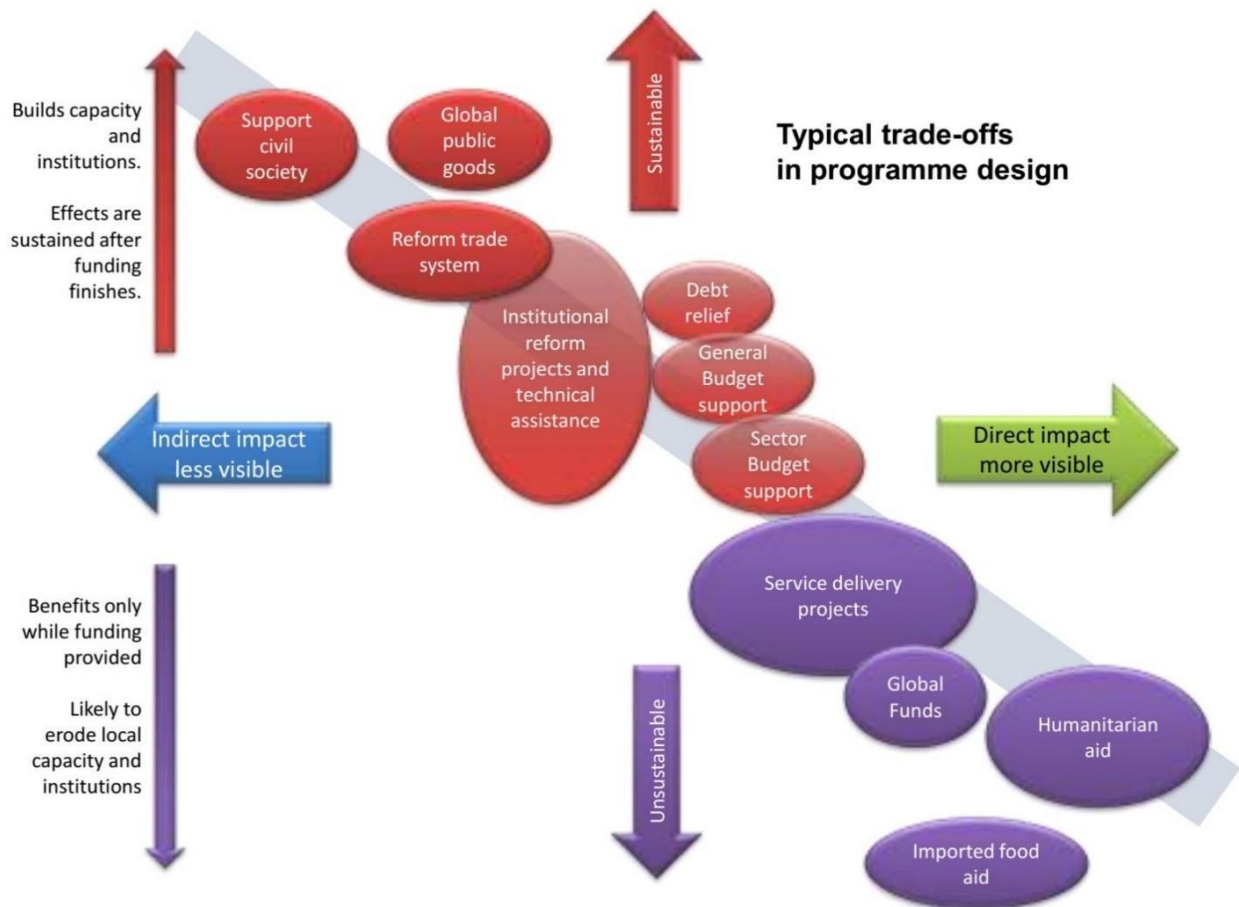 Typical trade-offs
in programme design
Builds capacity
and
institutions.
Effects are
sustained after
funding
finishes.
Support
civil
society
Global
public
goods
Sustainable
Reform trade
system
Institutional
reform
projects and
technical
assistance
Debt
relief
General
Budget
support
Sector
Budget
support
Indirect impact
less visible
Direct impact
more visible
Benefits only
while funding
provided
Likely to
erode local
capacity and
institutions
Service delivery
projects
Global
Funds
Humanitarian
aid
Unsustainable
Imported food
aid